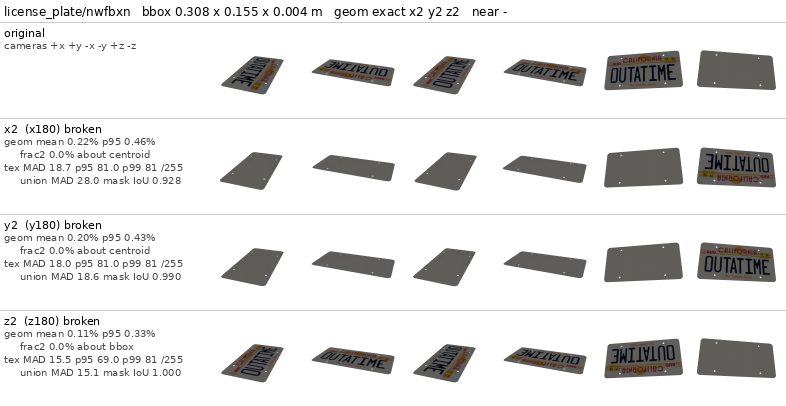 license_plate/nwfbxn bbox 0.308 x 0.155 x 0.004 m geom exact x2 y2 z2 near -
original
cameras +x +y -x -y +z -z
OUTATIME
OUTATIME
OUTATIME
OUTATIME
CALIFORNIA
OUTATIME
x2 (x180) broken
geom mean 0.22% p95 0.46%
frac2 0.0% about centroid
tex MAD 18.7 p95 81.0 p99 81 /255
union MAD 28.0 mask IoU 0.928
CALIFORNIA
OUTATIME
y2 (y180) broken
geom mean 0.20% p95 0.43%
frac2 0.0% about centroid
tex MAD 18.0 p95 81.0 p99 81 /255
union MAD 18.6 mask IoU 0.990
CALIFORNIA
OUTATIME
z2 (z180) broken
geom mean 0.11% p95 0.33%
frac2 0.0% about bbox
tex MAD 15.5 p95 69.0 p99 81 /255
union MAD 15.1 mask IoU 1.000
OUTATIME
OUTATIME
OUTATIME
OUTATIME
CALIFORNIA
OUTATIME